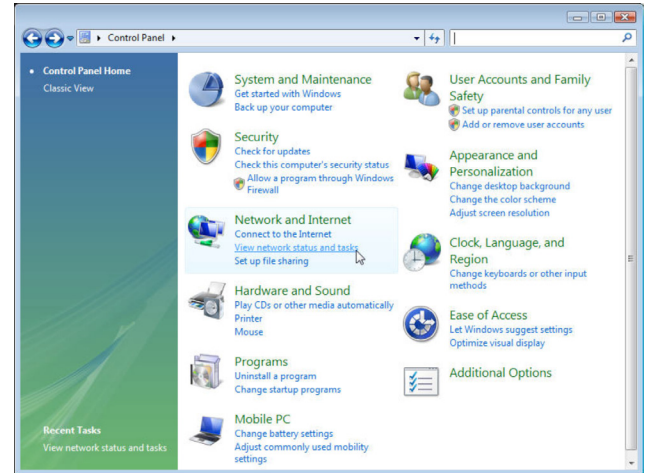 Control Panel
Control Panel Home
Classic View
System and Maintenance
Get started with Windows
Back up your computer
Security
Check for updates
Check this computer's security status
Allow a program through Windows
Firewall
Network and Internet
Connect to the Internet
View network status and tasks
Set up file sharing
Hardware and Sound
Play CDs or other media automatically
Printer
Mouse
Programs
Uninstall a program
Change startup programs
Mobile PC
Change battery settings
Adjust commonly used mobility
settings
User Accounts and Family
Safety
Set up parental controls for any user
Add or remove user accounts
Appearance and
Personalization
Change desktop background
Change the color scheme
Adjust screen resolution
Clock, Language, and
Region
Change keyboards or other input
methods
Ease of Access
Let Windows suggest settings
Optimize visual display
Additional Options
Recent Tasks
View network status and tasks